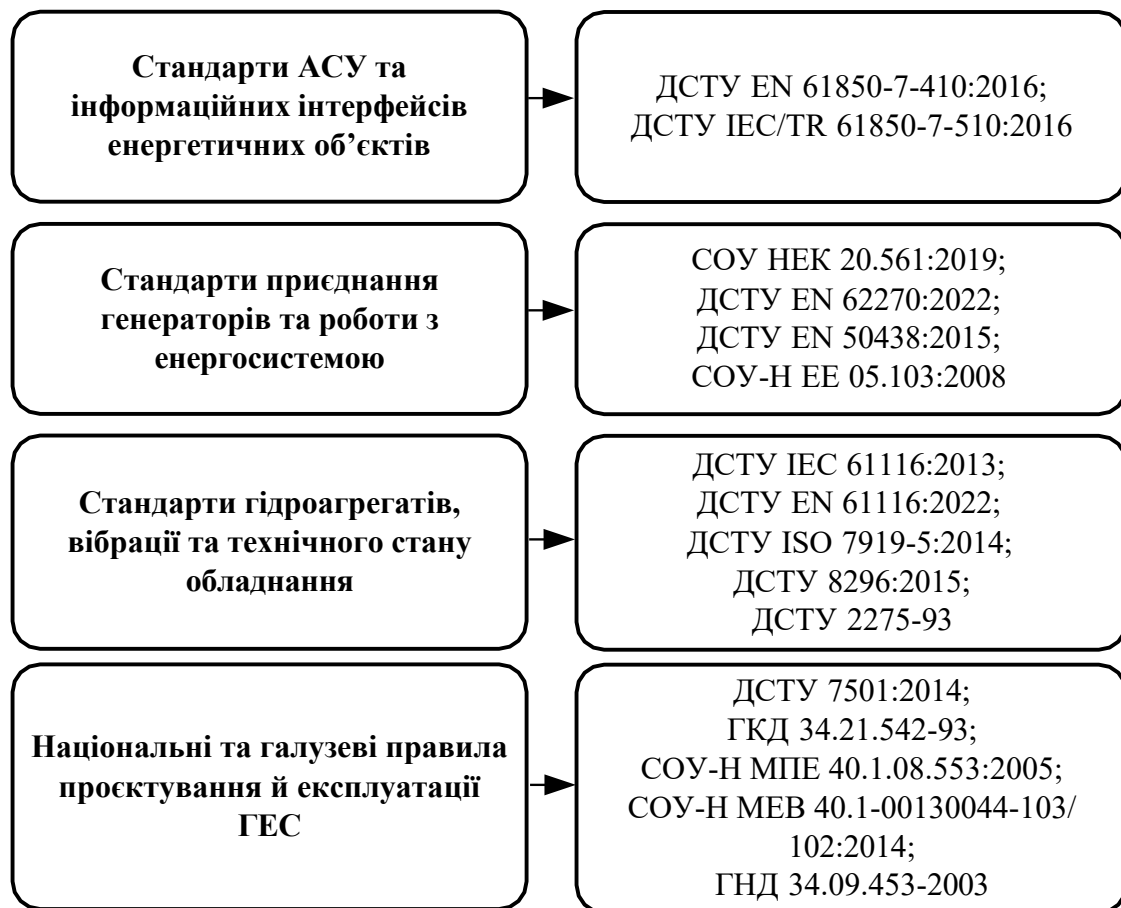 Стандарти АСУ та
інформаційних інтерфейсів
енергетичних об’єктів
ДСТУ EN 61850-7-410:2016;
ДСТУ IEC/TR 61850-7-510:2016
Стандарти приєднання
генераторів та роботи з
енергосистемою
СОУ НЕК 20.561:2019;
ДСТУ EN 62270:2022;
ДСТУ EN 50438:2015;
СОУ-Н ЕЕ 05.103:2008
Стандарти гідроагрегатів,
вібрації та технічного стану
обладнання
ДСТУ IEC 61116:2013;
ДСТУ EN 61116:2022;
ДСТУ ISO 7919-5:2014;
ДСТУ 8296:2015;
ДСТУ 2275-93
Національні та галузеві правила
проєктування й експлуатації
ГЕС
ДСТУ 7501:2014;
ГКД 34.21.542-93;
СОУ-Н МПЕ 40.1.08.553:2005;
СОУ-Н МЕВ 40.1-00130044-103/
102:2014;
ГНД 34.09.453-2003